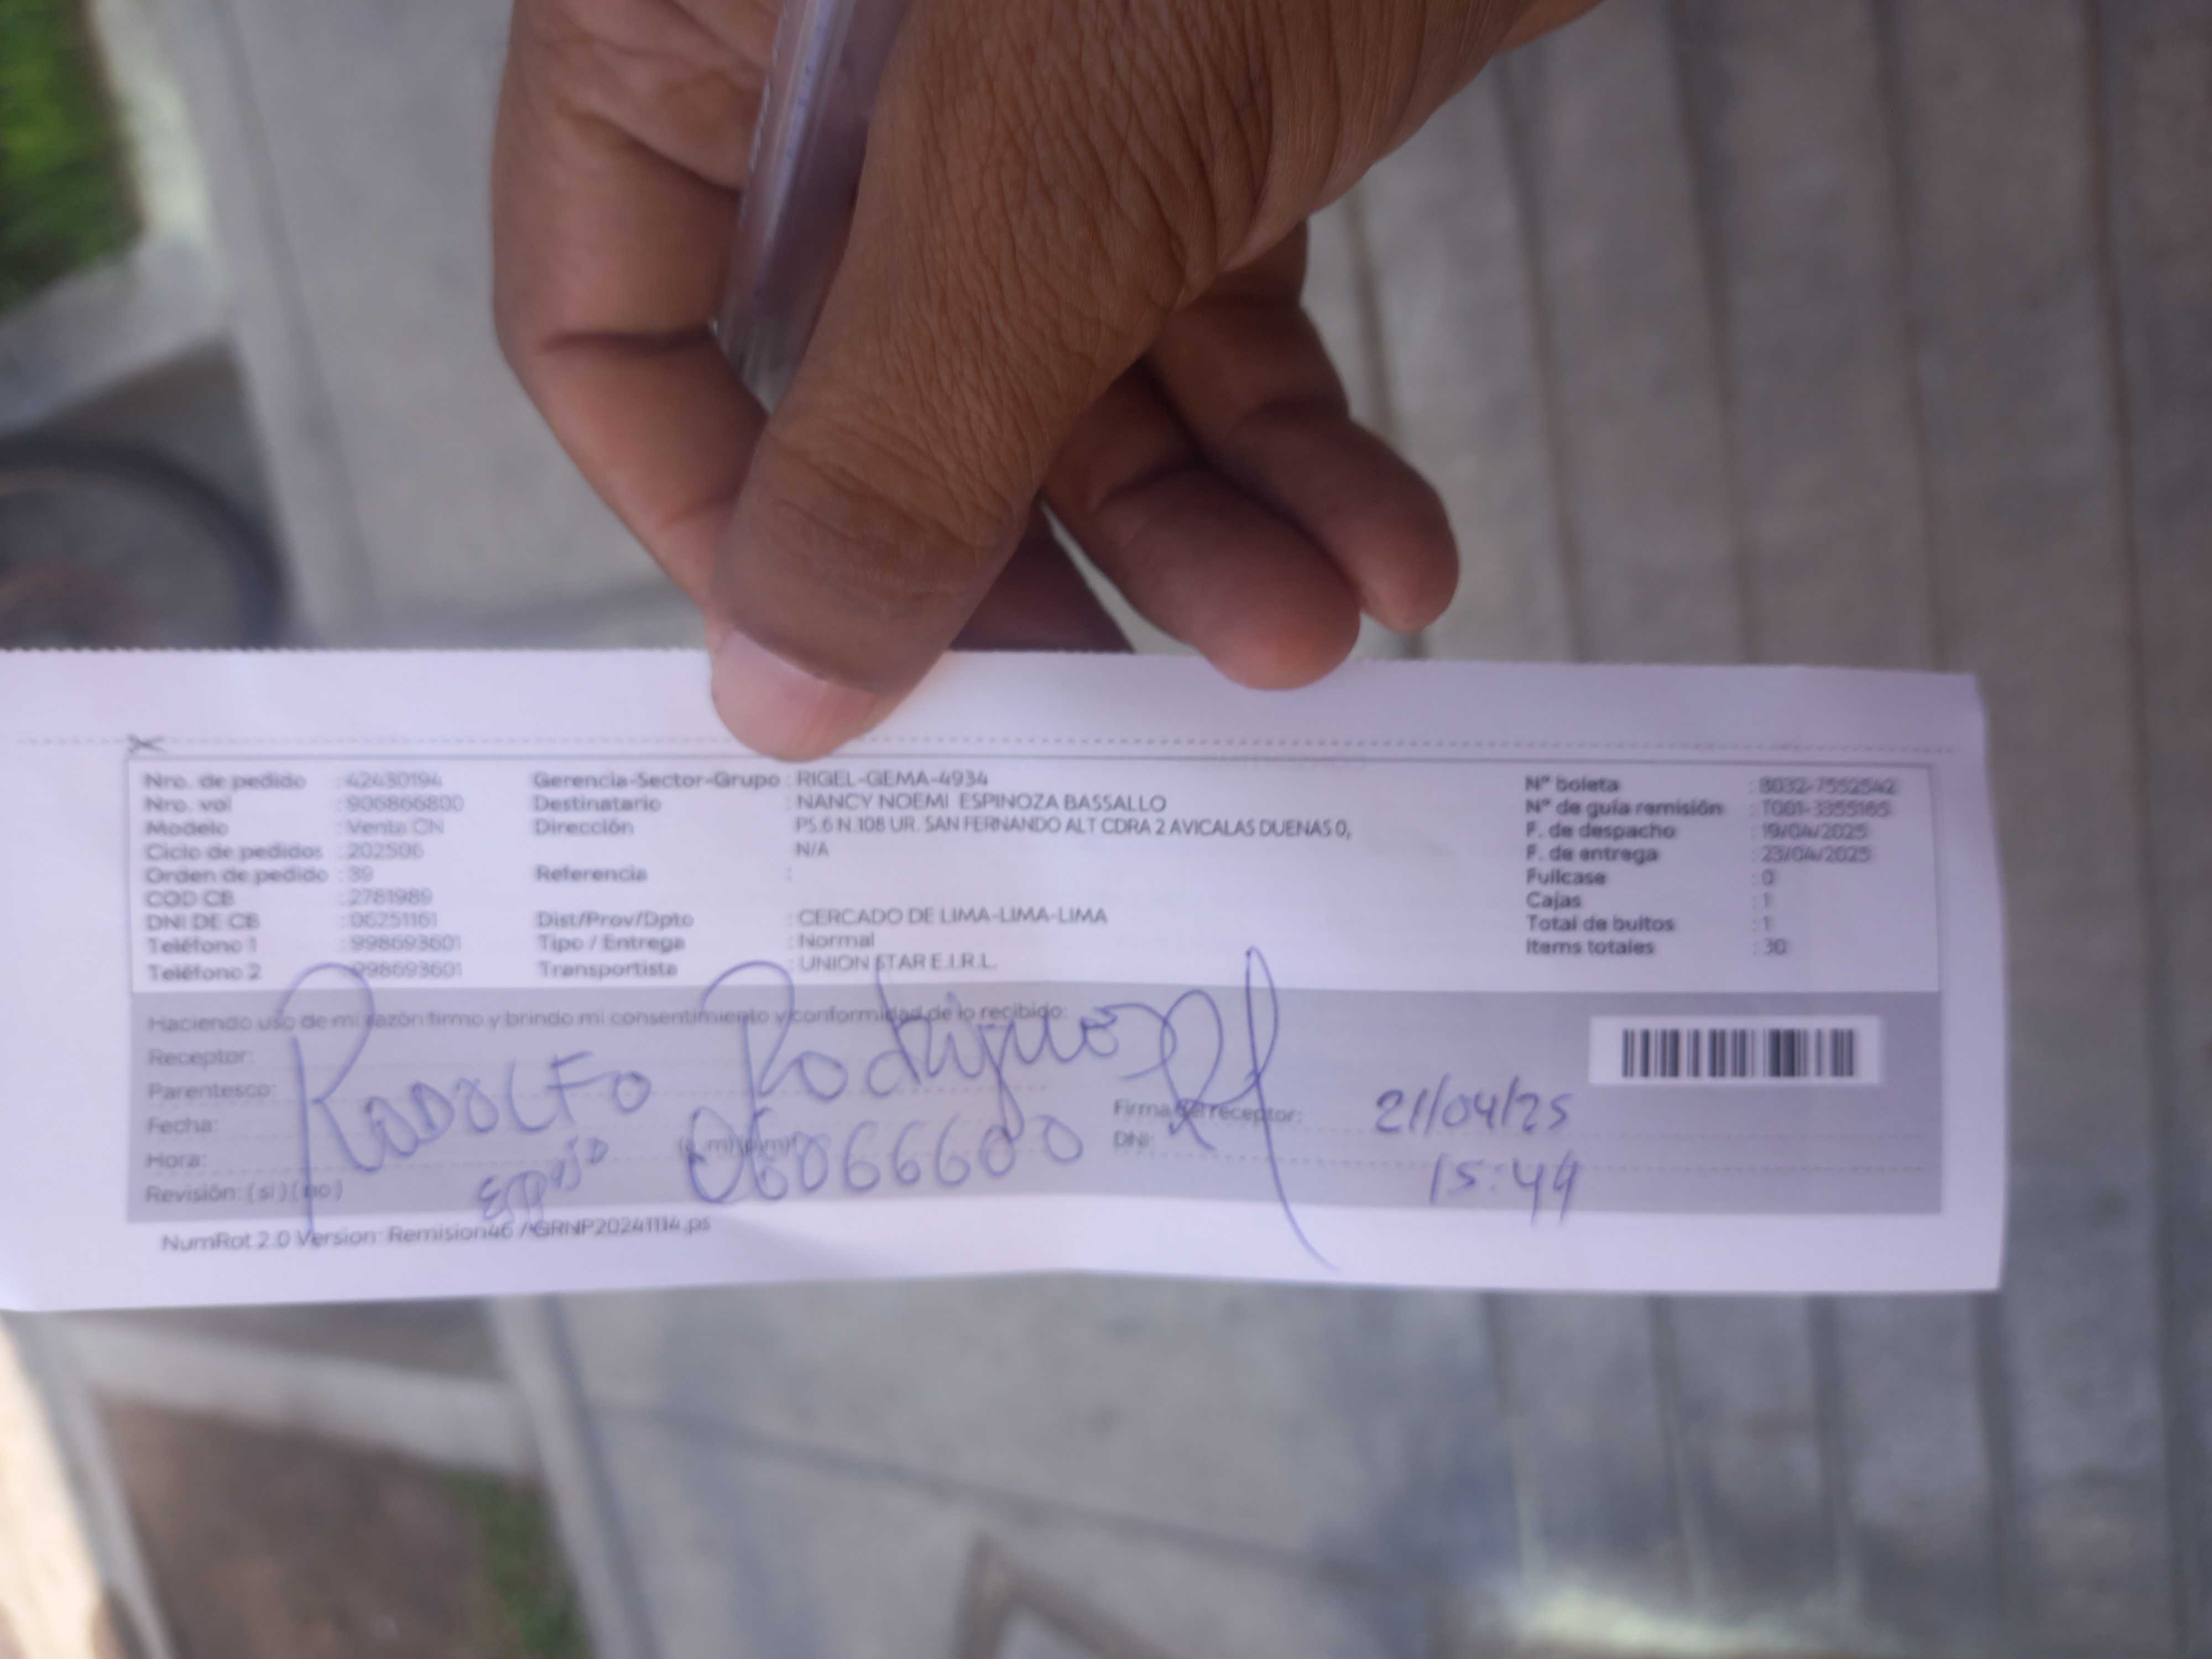 Nro. de pedido : 42430194 Gerencia-Sector-Grupo : RIGEL-GEMA-4934 N° boleta : B032-7552542
Nro. vol : 906866800 Destinatario : NANCY NOEMI ESPINOZA BASSALLO N° de guía remisión : T001-3355165
Modelo : Venta CN Dirección : PS.6 N.108 UR. SAN FERNANDO ALT CDRA 2 AVICALAS DUENAS 0, F. de despacho : 19/04/2025
Ciclo de pedidos : 202506 N/A F. de entrega : 23/04/2025
Orden de pedido : 39 Referencia : Fullcase : 0
COD CB : 2781989 Cajas : 1
DNI DE CB : 06251161 Dist/Prov/Dpto : CERCADO DE LIMA-LIMA-LIMA Total de bultos : 1
Teléfono 1 : 998693601 Tipo / Entrega : Normal Items totales : 30
Teléfono 2 : 998693601 Transportista : UNION STAR E.I.R.L.
Haciendo uso de mi razón firmo y brindo mi consentimiento y conformidad de lo recibido:
Receptor: RODOLFO Rodriguez
Parentesco:
Fecha: Firma del receptor: 21/04/25
Hora: 06066600 DNI: 15:49
Revisión: ( si ) ( no ) Esposo
NumRot 2.0 Version: Remision46 / GRNP20241114.ps